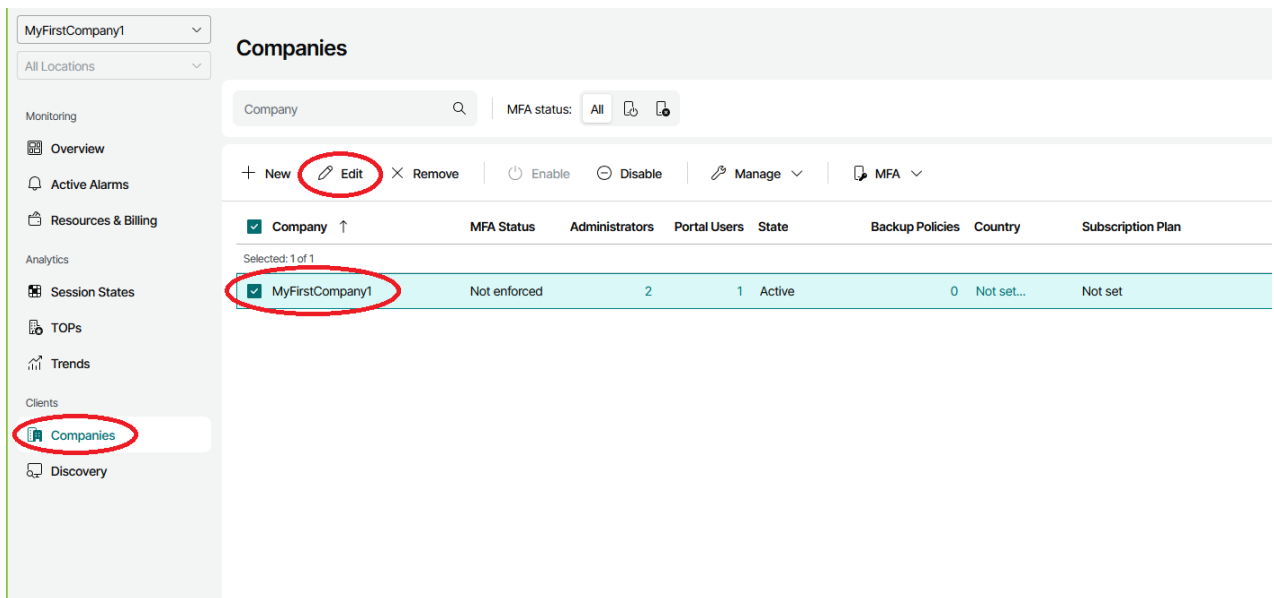 MyFirstCompany1
All Locations
Monitoring
Overview
Active Alarms
Resources & Billing
Analytics
Session States
TOPs
Trends
Clients
Companies
Discovery
Companies
Company MFA status: All
New Edit Remove Enable Disable Manage MFA
Company ↑ MFA Status Administrators Portal Users State Backup Policies Country Subscription Plan
Selected: 1 of 1
MyFirstCompany1 Not enforced 2 1 Active 0 Not set... Not set